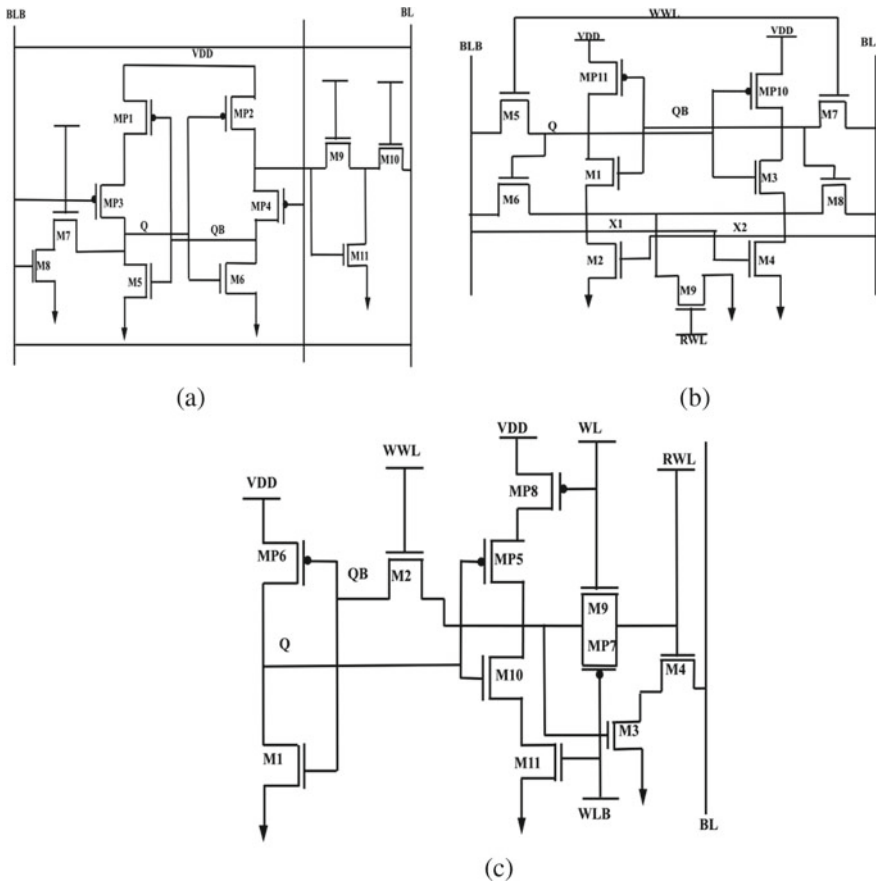 BLB
BL
VDD
MP1
MP2
M9
M10
MP3
MP4
M7
Q
QB
M8
M5
M6
M11
(a)
WWL
BLB
VDD
VDD
BL
MP11
MP10
M5
Q
QB
M7
M1
M3
M6
M8
X1
X2
M2
M4
M9
RWL
(b)
VDD
WWL
VDD
WL
RWL
MP8
MP6
MP5
QB
M2
M9
MP7
Q
M10
M4
M3
M1
M11
WLB
BL
(c)